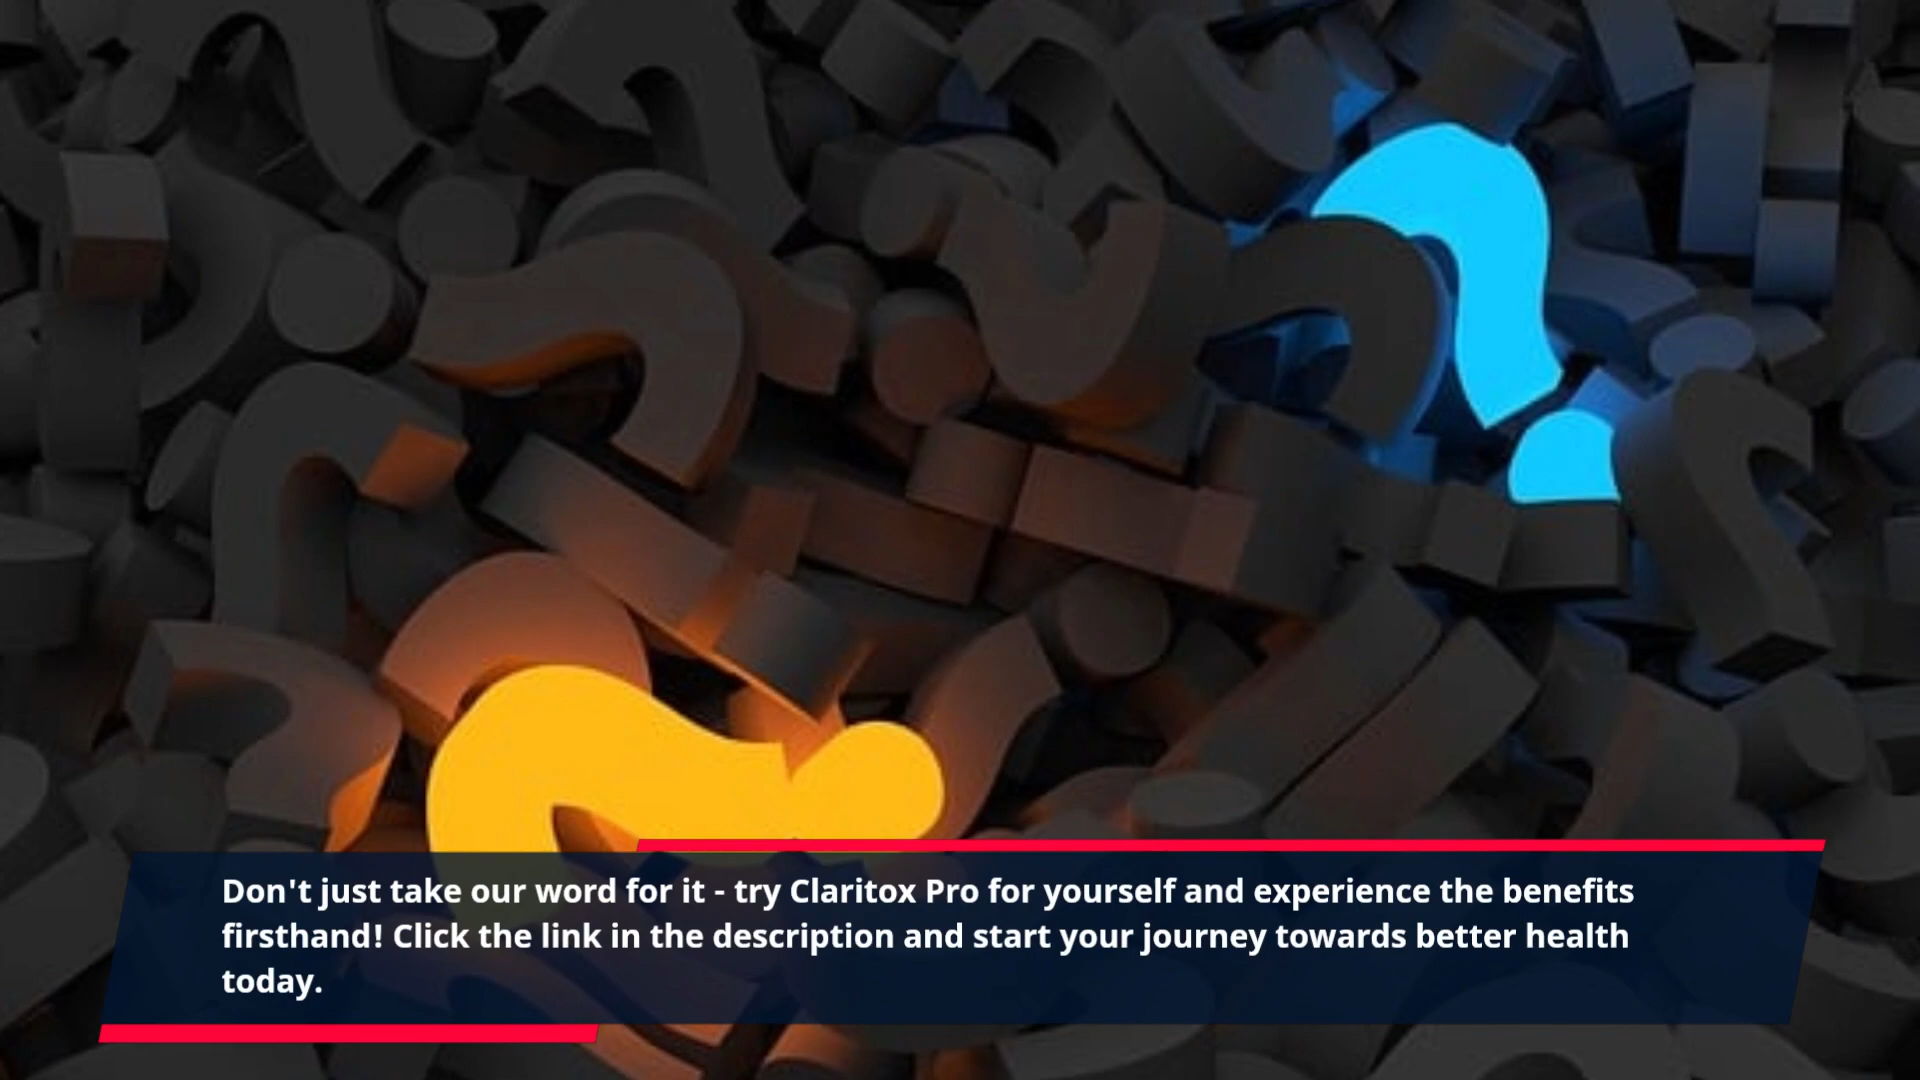 Don't just take our word for it - try Claritox Pro for yourself and experience the benefits
firsthand! Click the link in the description and start your journey towards better health
today.